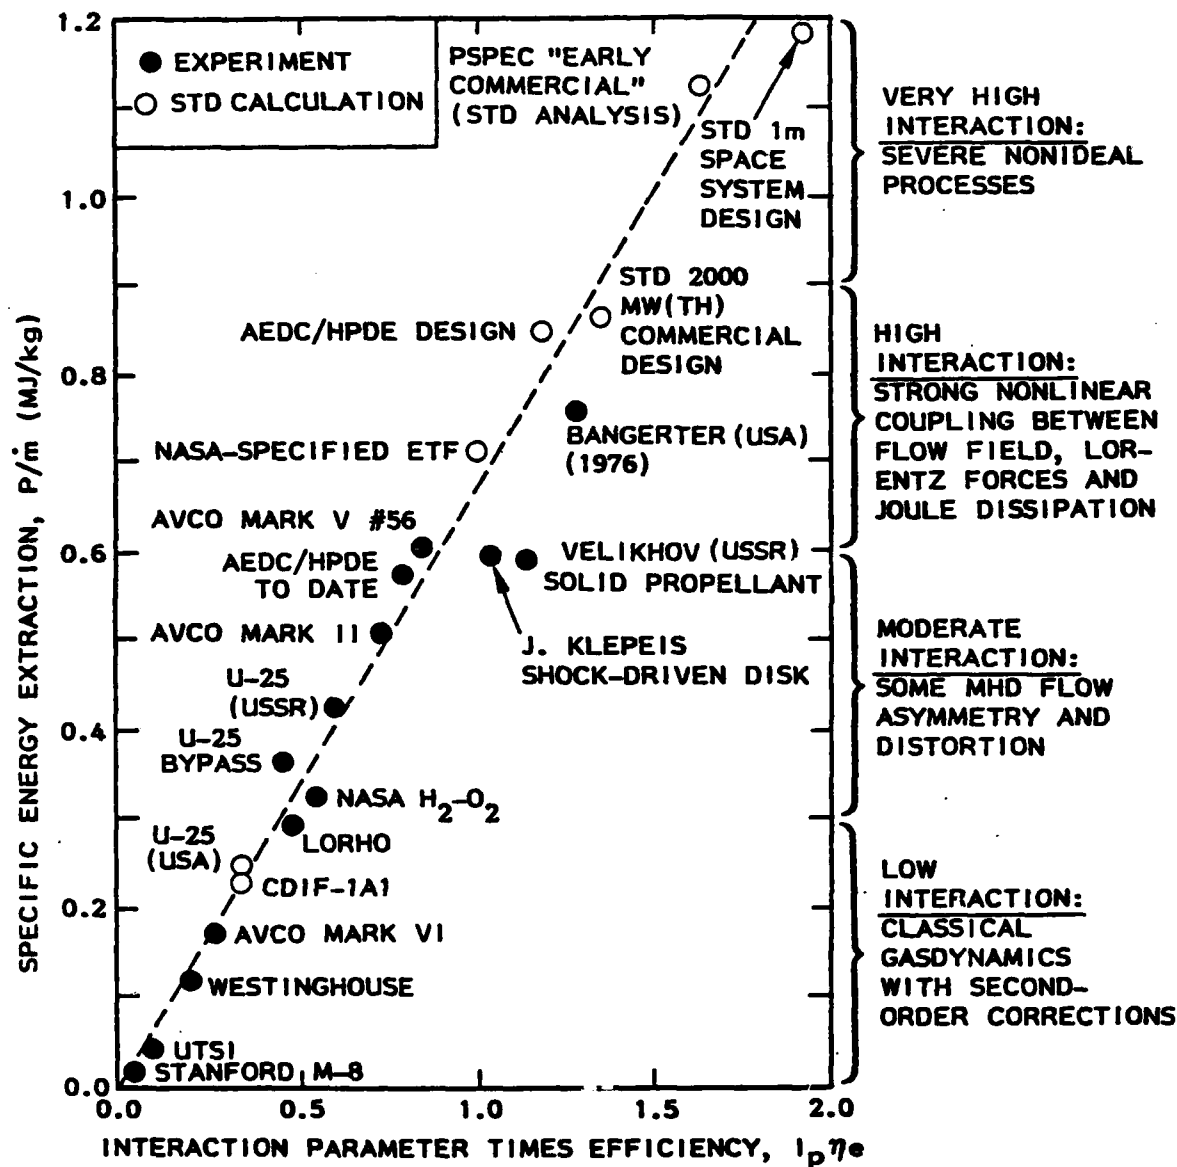 1.2
1.0
0.8
0.6
0.4
0.2
0.0
SPECIFIC ENERGY EXTRACTION, P/ṁ (MJ/kg)
EXPERIMENT
STD CALCULATION
PSPEC "EARLY
COMMERCIAL"
(STD ANALYSIS)
STD 1m
SPACE
SYSTEM
DESIGN
STD 2000
MW(TH)
COMMERCIAL
DESIGN
AEDC/HPDE DESIGN
BANGERTER (USA)
(1976)
NASA-SPECIFIED ETF
AVCO MARK V #56
AEDC/HPDE
TO DATE
VELIKHOV (USSR)
SOLID PROPELLANT
AVCO MARK II
J. KLEPEIS
SHOCK-DRIVEN DISK
U-25
(USSR)
U-25
BYPASS
NASA H2-O2
LORHO
U-25
(USA)
CDIF-1A1
AVCO MARK VI
WESTINGHOUSE
UTSI
STANFORD M-8
0.0 0.5 1.0 1.5 2.0
INTERACTION PARAMETER TIMES EFFICIENCY, Ipηe
VERY HIGH
INTERACTION:
SEVERE NONIDEAL
PROCESSES
HIGH
INTERACTION:
STRONG NONLINEAR
COUPLING BETWEEN
FLOW FIELD, LOR-
ENTZ FORCES AND
JOULE DISSIPATION
MODERATE
INTERACTION:
SOME MHD FLOW
ASYMMETRY AND
DISTORTION
LOW
INTERACTION:
CLASSICAL
GASDYNAMICS
WITH SECOND-
ORDER CORRECTIONS